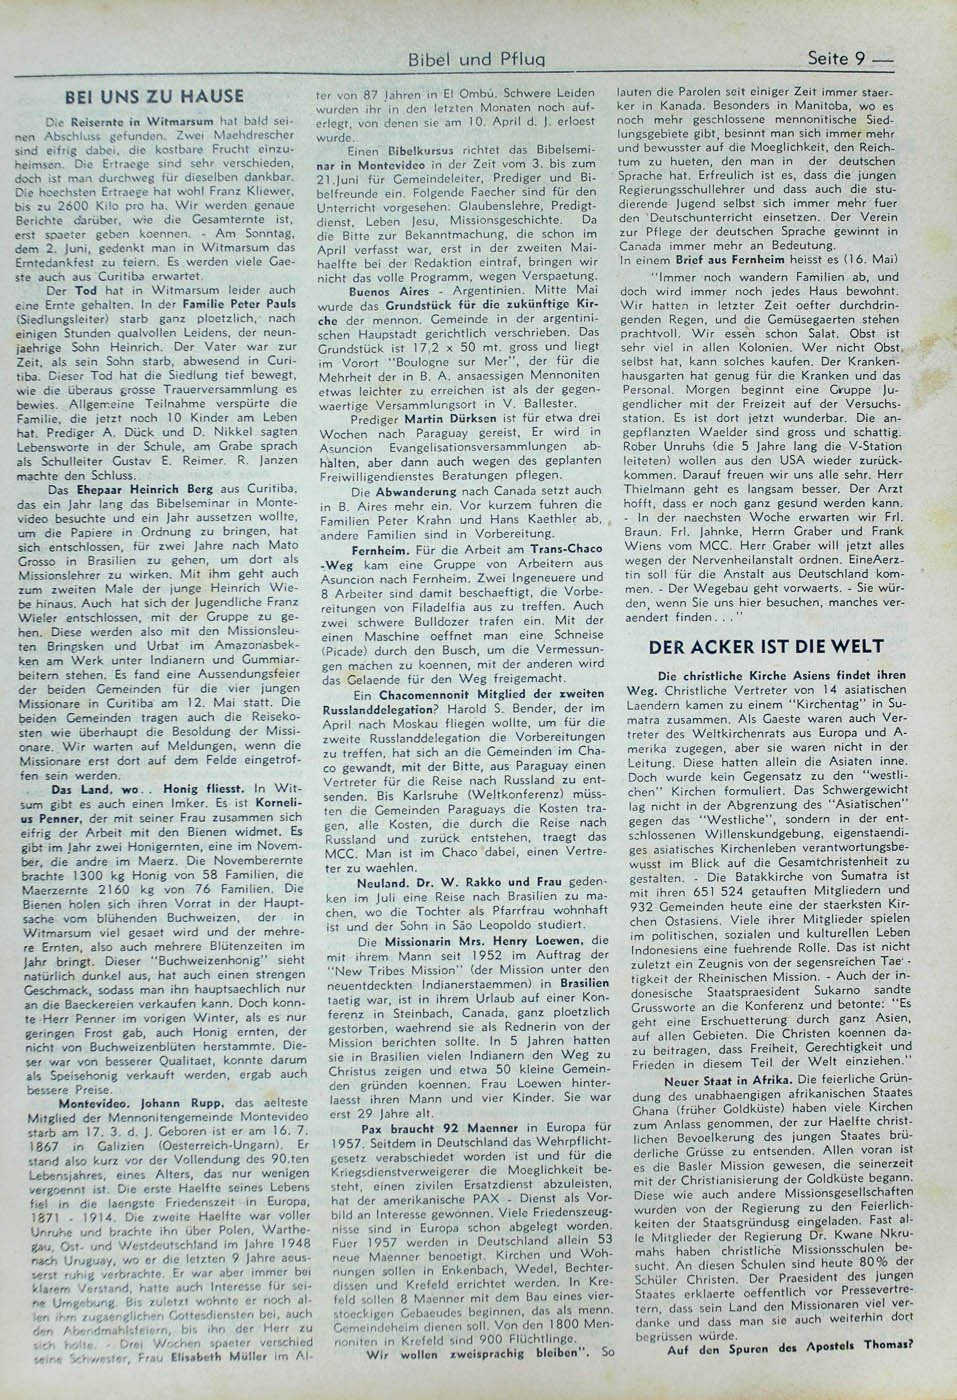 Bibel und Pflug
Seite 9 —
BEI UNS ZU HAUSE
Die Reisernte in Witmarsum hat bald sei-
nen Abschluss gefunden. Zwei Maehdrescher
sind eifrig dabei, die kostbare Frucht einzu-
heimsen. Die Ertraege sind sehr verschieden,
doch ist man durchweg für dieselben dankbar.
Die hoechsten Ertraege hat wohl Franz Kliewer,
bis zu 2600 Kilo pro ha. Wir werden genaue
Berichte darüber, wie die Gesamternte ist,
erst spaeter geben koennen. - Am Sonntag,
dem 2. Juni, gedenkt man in Witmarsum das
Erntedankfest zu feiern. Es werden viele Gae-
ste auch aus Curitiba erwartet.
Der Tod hat in Witmarsum leider auch
eine Ernte gehalten. In der Familie Peter Pauls
(Siedlungsleiter) starb ganz ploetzlich, nach
einigen Stunden qualvollen Leidens, der neun-
jaehrige Sohn Heinrich. Der Vater war zur
Zeit, als sein Sohn starb, abwesend in Curi-
tiba. Dieser Tod hat die Siedlung tief bewegt,
wie die überaus grosse Trauerversammlung es
bewies. Allgemeine Teilnahme verspürte die
Familie, die jetzt noch 10 Kinder am Leben
hat. Prediger A. Dück und D. Nikkel sagten
Lebensworte in der Schule, am Grabe sprach
als Schulleiter Gustav E. Reimer. R. Janzen
machte den Schluss.
Das Ehepaar Heinrich Berg aus Curitiba,
das ein Jahr lang das Bibelseminar in Monte-
video besuchte und ein Jahr aussetzen wollte,
um die Papiere in Ordnung zu bringen, hat
sich entschlossen, für zwei Jahre nach Mato
Grosso in Brasilien zu gehen, um dort als
Missionslehrer zu wirken. Mit ihm geht auch
zum zweiten Male der junge Heinrich Wie-
be hinaus. Auch hat sich der Jugendliche Franz
Wieler entschlossen, mit der Gruppe zu ge-
hen. Diese werden also mit den Missionsleu-
ten Bringsken und Urbat im Amazonasbek-
ken am Werk unter Indianern und Gummiar-
beitern stehen. Es fand eine Aussendungsfeier
der beiden Gemeinden für die vier jungen
Missionare in Curitiba am 12. Mai statt. Die
beiden Gemeinden tragen auch die Reiseko-
sten wie überhaupt die Besoldung der Missi-
onare. Wir warten auf Meldungen, wenn die
Missionare erst dort auf dem Felde eingetrof-
fen sein werden.
Das Land, wo.. Honig fliesst. In Wit-
sum gibt es auch einen Imker. Es ist Korneli-
us Penner, der mit seiner Frau zusammen sich
eifrig der Arbeit mit den Bienen widmet. Es
gibt im Jahr zwei Honigernten, eine im Novem-
ber, die andre im Maerz. Die Novemberernte
brachte 1300 kg Honig von 58 Familien, die
Maerzernte 2160 kg von 76 Familien. Die
Bienen holen sich ihren Vorrat in der Haupt-
sache vom blühenden Buchweizen, der in
Witmarsum viel gesaet wird und der mehre-
re Ernten, also auch mehrere Blütenzeiten im
Jahr bringt. Dieser "Buchweizenhonig" sieht
natürlich dunkel aus, hat auch einen strengen
Geschmack, sodass man ihn hauptsaechlich nur
an die Baeckereien verkaufen kann. Doch konn-
te Herr Penner im vorigen Winter, als es nur
geringen Frost gab, auch Honig ernten, der
nicht von Buchweizenblüten herstammte. Die-
ser war von besserer Qualitaet, konnte darum
als Speisehonig verkauft werden, ergab auch
bessere Preise.
Montevideo. Johann Rupp, das aelteste
Mitglied der Mennonitengemeinde Montevideo
starb am 17. 3. d. J. Geboren ist er am 16. 7.
1867 in Galizien (Oesterreich-Ungarn). Er
stand also kurz vor der Vollendung des 90.ten
Lebensjahres, eines Alters, das nur wenigen
vergoennt ist. Die erste Haelfte seines Lebens
fiel in die laengste Friedenszeit in Europa,
1871 - 1914. Die zweite Haelfte war voller
Unruhe und brachte ihn über Polen, Warthe-
gau, Ost- und Westdeutschland im Jahre 1948
nach Uruguay, wo er die letzten 9 Jahre aeus-
serst ruhig verbrachte. Er war aber immer bei
klarem Verstand, hatte auch Interesse für sei-
ne Umgebung. Bis zuletzt wohnte er noch al-
len ihm zugaenglichen Gottesdiensten bei, auch
den Abendmahlsfeiern, bis ihn der Herr zu
sich holte. - Drei Wochen spaeter verschied
seine Schwester, Frau Elisabeth Müller im Al-
ter von 87 Jahren in El Ombú. Schwere Leiden
wurden ihr in den letzten Monaten noch auf-
erlegt, von denen sie am 10. April d. J. erloest
wurde.
Einen Bibelkursus richtet das Bibelsemi-
nar in Montevideo in der Zeit vom 3. bis zum
21.Juni für Gemeindeleiter, Prediger und Bi-
belfreunde ein. Folgende Faecher sind für den
Unterricht vorgesehen: Glaubenslehre, Predigt-
dienst, Leben Jesu, Missionsgeschichte. Da
die Bitte zur Bekanntmachung, die schon im
April verfasst war, erst in der zweiten Mai-
haelfte bei der Redaktion eintraf, bringen wir
nicht das volle Programm, wegen Verspaetung.
Buenos Aires - Argentinien. Mitte Mai
wurde das Grundstück für die zukünftige Kir-
che der mennon. Gemeinde in der argentini-
schen Haupstadt gerichtlich verschrieben. Das
Grundstück ist 17,2 x 50 mt. gross und liegt
im Vorort "Boulogne sur Mer", der für die
Mehrheit der in B. A. ansaessigen Mennoniten
etwas leichter zu erreichen ist als der gegen-
waertige Versammlungsort in V. Ballester.
Prediger Martin Dürksen ist für etwa drei
Wochen nach Paraguay gereist, Er wird in
Asuncion Evangelisationsversammlungen ab-
halten, aber dann auch wegen des geplanten
Freiwilligendienstes Beratungen pflegen.
Die Abwanderung nach Canada setzt auch
in B. Aires mehr ein. Vor kurzem fuhren die
Familien Peter Krahn und Hans Kaethler ab,
andere Familien sind in Vorbereitung.
Fernheim. Für die Arbeit am Trans-Chaco
-Weg kam eine Gruppe von Arbeitern aus
Asuncion nach Fernheim. Zwei Ingeneuere und
8 Arbeiter sind damit beschaeftigt, die Vorbe-
reitungen von Filadelfia aus zu treffen. Auch
zwei schwere Bulldozer trafen ein. Mit der
einen Maschine oeffnet man eine Schneise
(Picade) durch den Busch, um die Vermessun-
gen machen zu koennen, mit der anderen wird
das Gelaende für den Weg freigemacht.
Ein Chacomennonit Mitglied der zweiten
Russlanddelegation? Harold S. Bender, der im
April nach Moskau fliegen wollte, um für die
zweite Russlanddelegation die Vorbereitungen
zu treffen, hat sich an die Gemeinden im Cha-
co gewandt, mit der Bitte, aus Paraguay einen
Vertreter für die Reise nach Russland zu ent-
senden. Bis Karlsruhe (Weltkonferenz) müss-
ten die Gemeinden Paraguays die Kosten tra-
gen, alle Kosten, die durch die Reise nach
Russland und zurück entstehen, traegt das
MCC. Man ist im Chaco dabei, einen Vertre-
ter zu waehlen.
Neuland. Dr. W. Rakko und Frau geden-
ken im Juli eine Reise nach Brasilien zu ma-
chen, wo die Tochter als Pfarrfrau wohnhaft
ist und der Sohn in São Leopoldo studiert.
Die Missionarin Mrs. Henry Loewen, die
mit ihrem Mann seit 1952 im Auftrag der
"New Tribes Mission" (der Mission unter den
neuentdeckten Indianerstaemmen) in Brasilien
taetig war, ist in ihrem Urlaub auf einer Kon-
ferenz in Steinbach, Canada, ganz ploetzlich
gestorben, waehrend sie als Rednerin von der
Mission berichten sollte. In 5 Jahren hatten
sie in Brasilien vielen Indianern den Weg zu
Christus zeigen und etwa 50 kleine Gemein-
den gründen koennen. Frau Loewen hinter-
laesst ihren Mann und vier Kinder. Sie war
erst 29 Jahre alt.
Pax braucht 92 Maenner in Europa für
1957. Seitdem in Deutschland das Wehrpflicht-
gesetz verabschiedet worden ist und für die
Kriegsdienstverweigerer die Moeglichkeit be-
steht, einen zivilen Ersatzdienst abzuleisten,
hat der amerikanische PAX - Dienst als Vor-
bild an Interesse gewonnen. Viele Friedenszeug-
nisse sind in Europa schon abgelegt worden.
Fuer 1957 werden in Deutschland allein 53
neue Maenner benoetigt. Kirchen und Woh-
nungen sollen in Enkenbach, Wedel, Bechter-
dissen und Krefeld errichtet werden. In Kre-
feld sollen 8 Maenner mit dem Bau eines vier-
stoeckigen Gebaeudes beginnen, das als menn.
Gemeindeheim dienen soll. Von den 1800 Men-
noniten in Krefeld sind 900 Flüchtlinge.
Wir wollen zweisprachig bleiben". So
lauten die Parolen seit einiger Zeit immer staer-
ker in Kanada. Besonders in Manitoba, wo es
noch mehr geschlossene mennonitische Sied-
lungsgebiete gibt, besinnt man sich immer mehr
und bewusster auf die Moeglichkeit, den Reich-
tum zu hueten, den man in der deutschen
Sprache hat. Erfreulich ist es, dass die jungen
Regierungsschullehrer und dass auch die stu-
dierende Jugend selbst sich immer mehr fuer
den Deutschunterricht einsetzen. Der Verein
zur Pflege der deutschen Sprache gewinnt in
Canada immer mehr an Bedeutung.
In einem Brief aus Fernheim heisst es (16. Mai)
"Immer noch wandern Familien ab, und
doch wird immer noch jedes Haus bewohnt.
Wir hatten in letzter Zeit oefter durchdrin-
genden Regen, und die Gemüsegaerten stehen
prachtvoll. Wir essen schon Salat. Obst ist
sehr viel in allen Kolonien. Wer nicht Obst
selbst hat, kann solches kaufen. Der Kranken-
hausgarten hat genug für die Kranken und das
Personal. Morgen beginnt eine Gruppe Ju-
gendlicher mit der Freizeit auf der Versuchs-
station. Es ist dort jetzt wunderbar. Die an-
gepflanzten Waelder sind gross und schattig.
Rober Unruhs (die 5 Jahre lang die V-Station
leiteten) wollen aus den USA wieder zurück-
kommen. Darauf freuen wir uns alle sehr. Herr
Thielmann geht es langsam besser. Der Arzt
hofft, dass er noch ganz gesund werden kann.
- In der naechsten Woche erwarten wir Frl.
Braun. Frl. Jahnke, Herrn Graber und Frank
Wiens vom MCC. Herr Graber will jetzt alles
wegen der Nervenheilanstalt ordnen. EineAerz-
tin soll für die Anstalt aus Deutschland kom-
men. - Der Wegebau geht vorwaerts. - Sie wür-
den, wenn Sie uns hier besuchen, manches ver-
aendert finden..."
DER ACKER IST DIE WELT
Die christliche Kirche Asiens findet ihren
Weg. Christliche Vertreter von 14 asiatischen
Laendern kamen zu einem "Kirchentag" in Su-
matra zusammen. Als Gaeste waren auch Ver-
treter des Weltkirchenrats aus Europa und A-
merika zugegen, aber sie waren nicht in der
Leitung. Diese hatten allein die Asiaten inne.
Doch wurde kein Gegensatz zu den "westli-
chen" Kirchen formuliert. Das Schwergewicht
lag nicht in der Abgrenzung des "Asiatischen"
gegen das "Westliche", sondern in der ent-
schlossenen Willenskundgebung, eigenstaendi-
ges asiatisches Kirchenleben verantwortungsbe-
wusst im Blick auf die Gesamtchristenheit zu
gestalten. - Die Batakkirche von Sumatra ist
mit ihren 651 524 getauften Mitgliedern und
932 Gemeinden heute eine der staerksten Kir-
chen Ostasiens. Viele ihrer Mitglieder spielen
im politischen, sozialen und kulturellen Leben
Indonesiens eine fuehrende Rolle. Das ist nicht
zuletzt ein Zeugnis von der segensreichen Tae-
tigkeit der Rheinischen Mission. - Auch der in-
donesische Staatspraesident Sukarno sandte
Grussworte an die Konferenz und betonte: "Es
geht eine Erschuetterung durch ganz Asien,
auf allen Gebieten. Die Christen koennen da-
zu beitragen, dass Freiheit, Gerechtigkeit und
Frieden in diesem Teil der Welt einziehen."
Neuer Staat in Afrika. Die feierliche Grün-
dung des unabhaengigen afrikanischen Staates
Ghana (früher Goldküste) haben viele Kirchen
zum Anlass genommen, der zur Haelfte christ-
lichen Bevoelkerung des jungen Staates brü-
derliche Grüsse zu entsenden. Allen voran ist
es die Basler Mission gewesen, die seinerzeit
mit der Christianisierung der Goldküste begann.
Diese wie auch andere Missionsgesellschaften
wurden von der Regierung zu den Feierlich-
keiten der Staatsgründusg eingeladen. Fast al-
le Mitglieder der Regierung Dr. Kwane Nkru-
mahs haben christliche Missionsschulen be-
sucht. An diesen Schulen sind heute 80% der
Schüler Christen. Der Praesident des jungen
Staates erklaerte oeffentlich vor Pressevertre-
tern, dass sein Land den Missionaren viel ver-
danke und dass man sie auch weiterhin dort
begrüssen würde.
Auf den Spuren des Apostels Thomas?